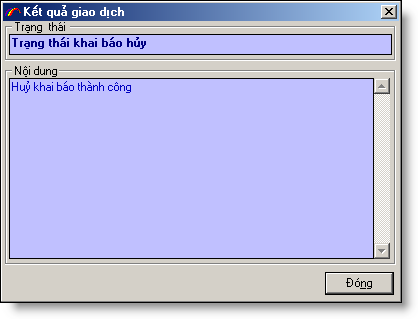 Kết quả giao dịch
Trạng thái
Trạng thái khai báo hủy
Nội dung
Huỷ khai báo thành công
Đóng